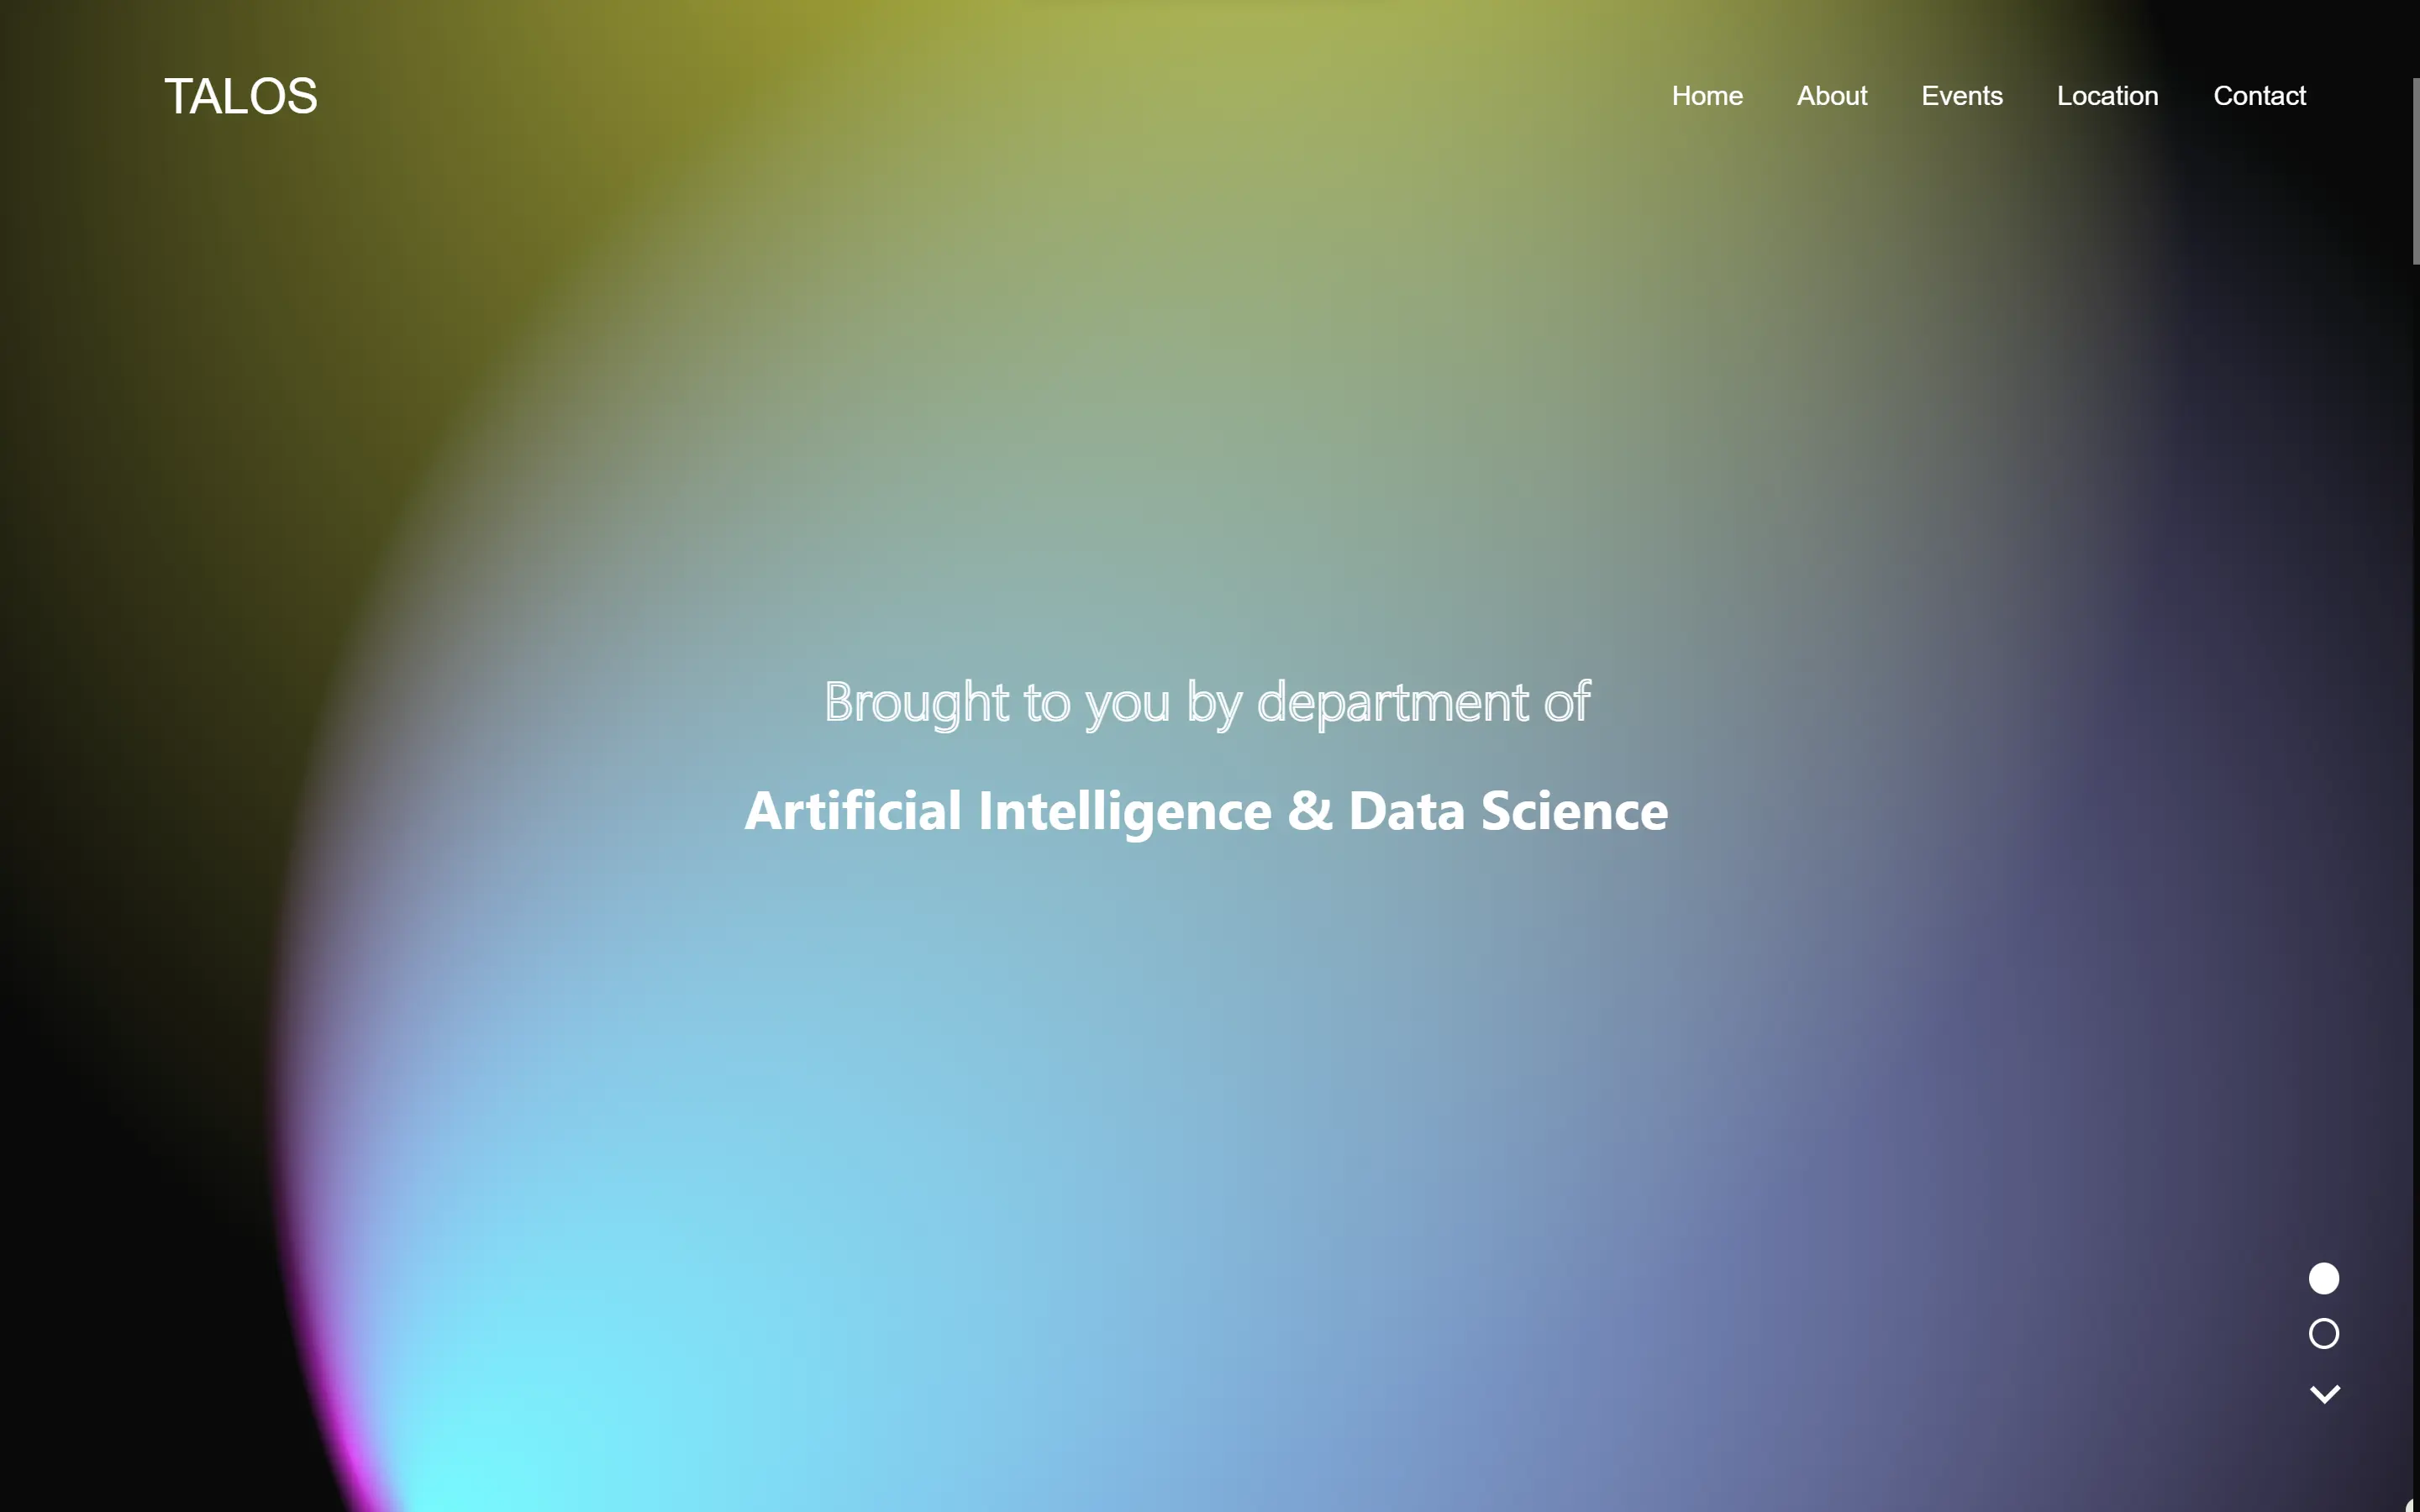 TALOS
Home About Events Location Contact
Brought to you by department of
Artificial Intelligence & Data Science